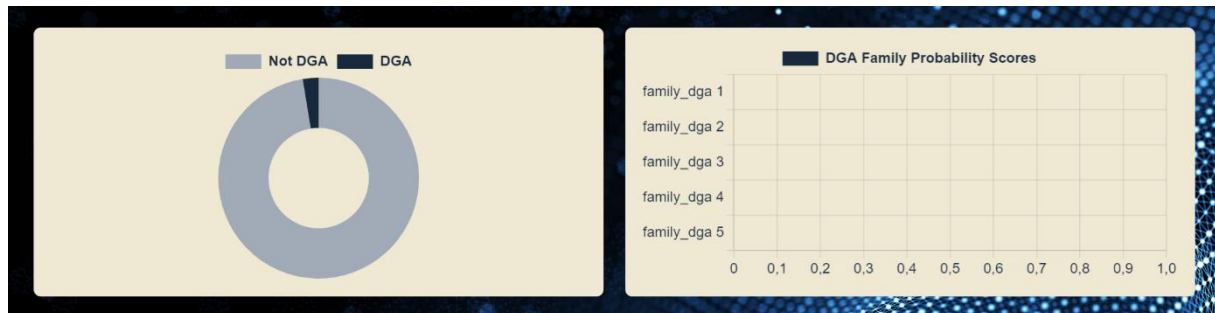 Not DGA DGA
DGA Family Probability Scores
family_dga 1
family_dga 2
family_dga 3
family_dga 4
family_dga 5
0 0,1 0,2 0,3 0,4 0,5 0,6 0,7 0,8 0,9 1,0